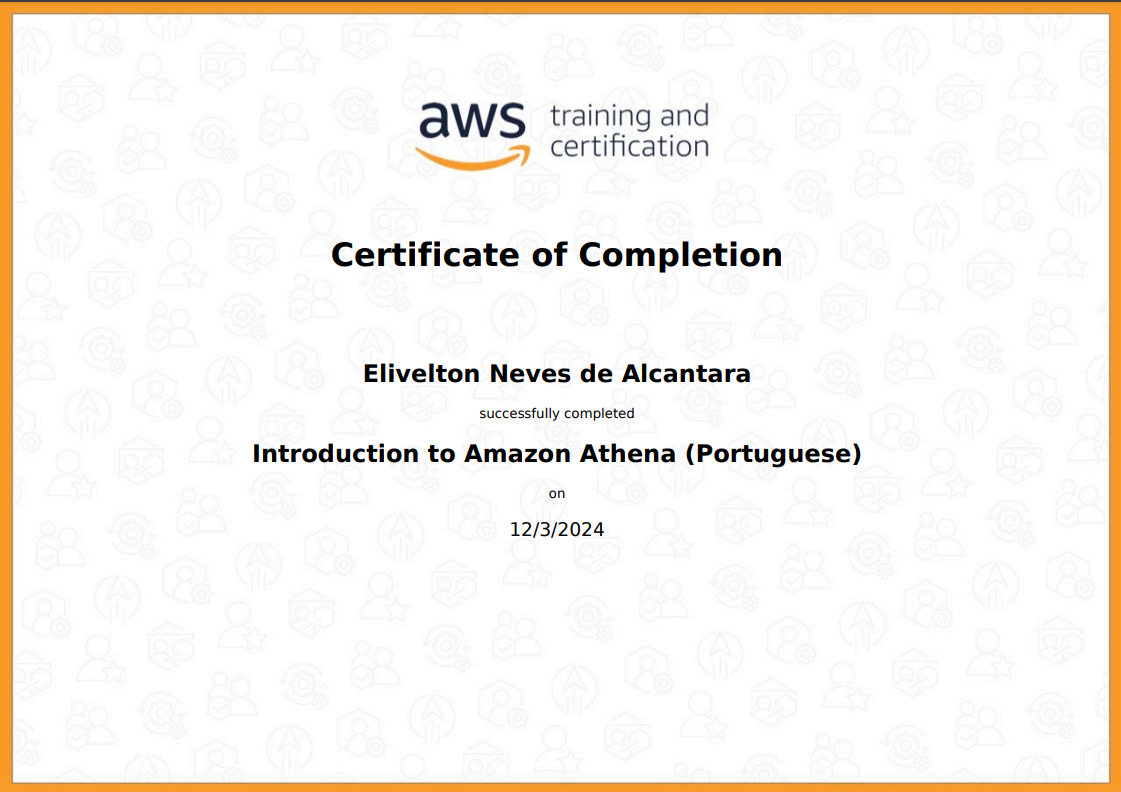 aws training and
certification
Certificate of Completion
Elivelton Neves de Alcantara
successfully completed
Introduction to Amazon Athena (Portuguese)
on
12/3/2024